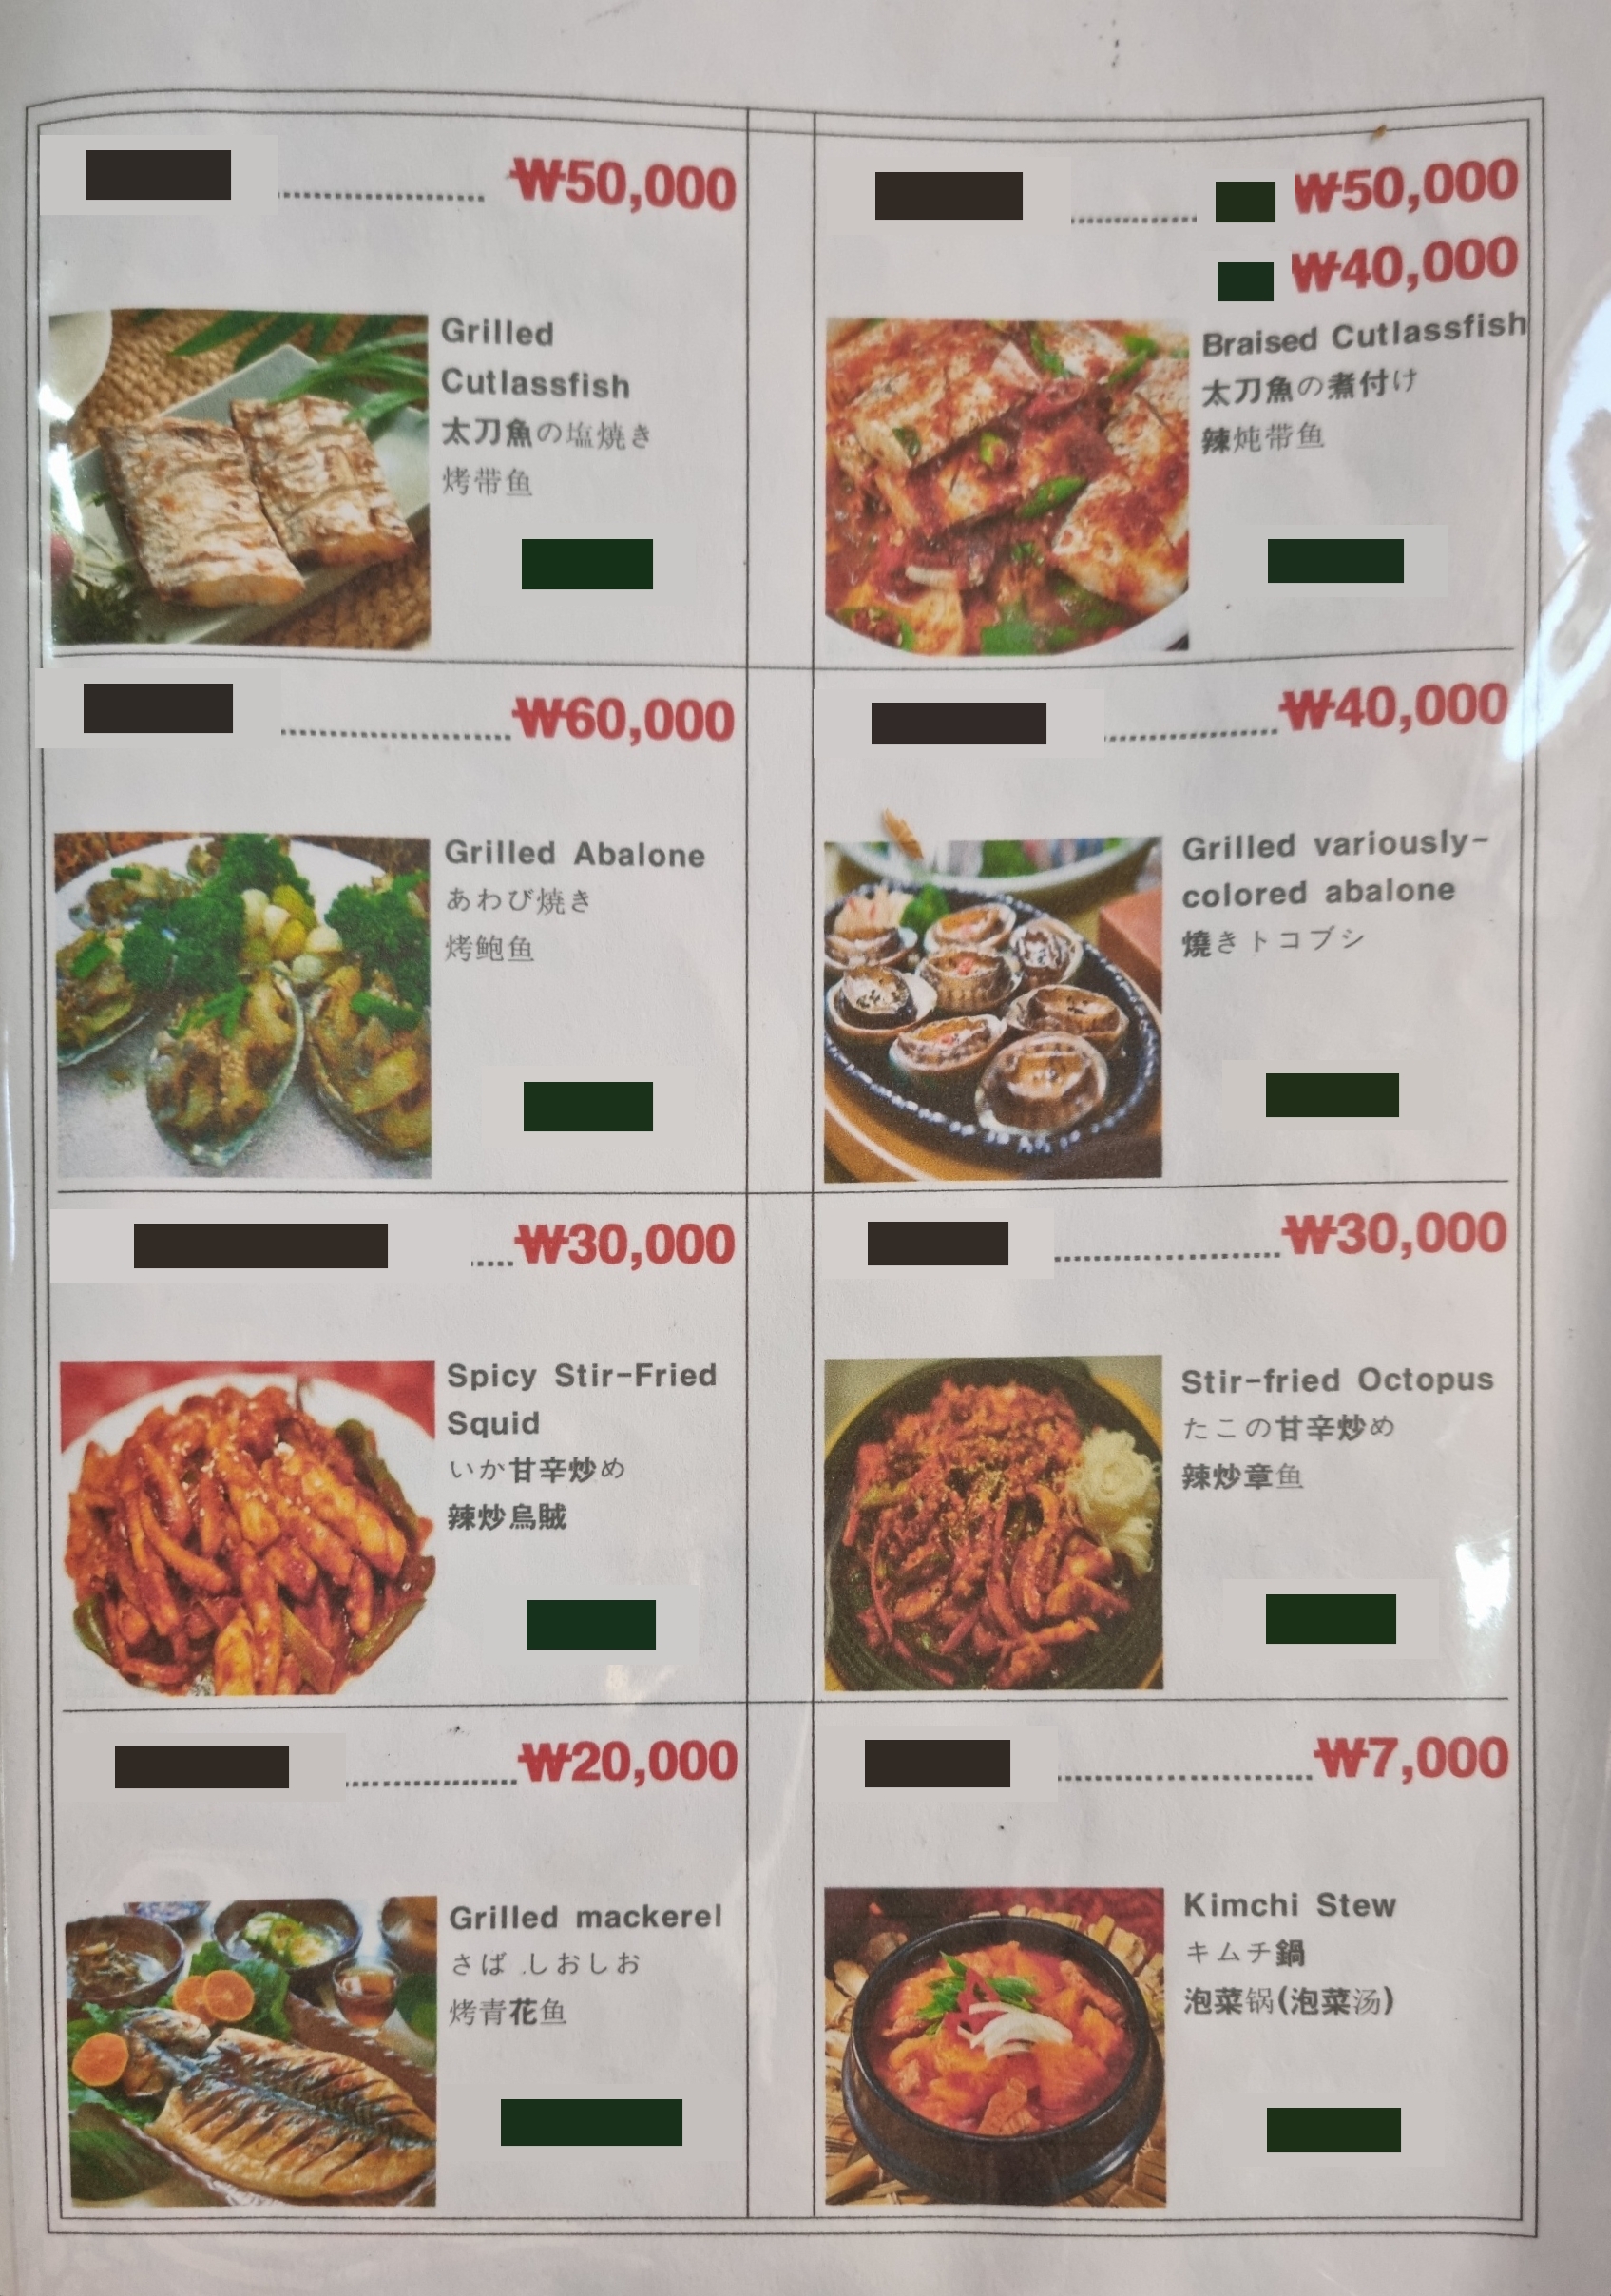 ₩50,000
Grilled
Cutlassfish
太刀魚の塩焼き
烤带鱼
₩50,000
₩40,000
Braised Cutlassfish
太刀魚の煮付け
辣炖带鱼
₩60,000
Grilled Abalone
あわび焼き
烤鲍鱼
₩40,000
Grilled variously-
colored abalone
燒きトコブシ
₩30,000
Spicy Stir-Fried
Squid
いか甘辛炒め
辣炒烏賊
₩30,000
Stir-fried Octopus
たこの甘辛炒め
辣炒章鱼
₩20,000
Grilled mackerel
さば しおしお
烤青花鱼
₩7,000
Kimchi Stew
キムチ鍋
泡菜锅(泡菜汤)